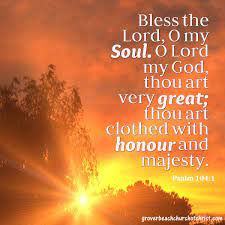 Bless the
Lord, O my
Soul. O Lord
my God,
thou art
very great;
thou art
clothed with
honour and
majesty.
Psalm 104:1
groverbeachchurchofchrist.com